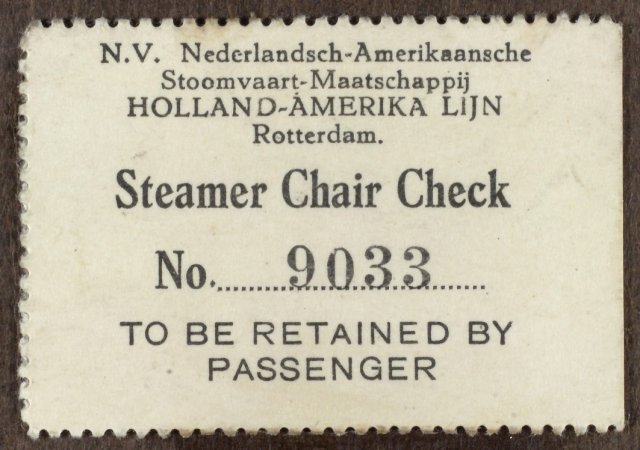 N.V. Nederlandsch-Amerikaansche
Stoomvaart-Maatschappij
HOLLAND-AMERIKA LIJN
Rotterdam.
Steamer Chair Check
No. 9033
TO BE RETAINED BY
PASSENGER